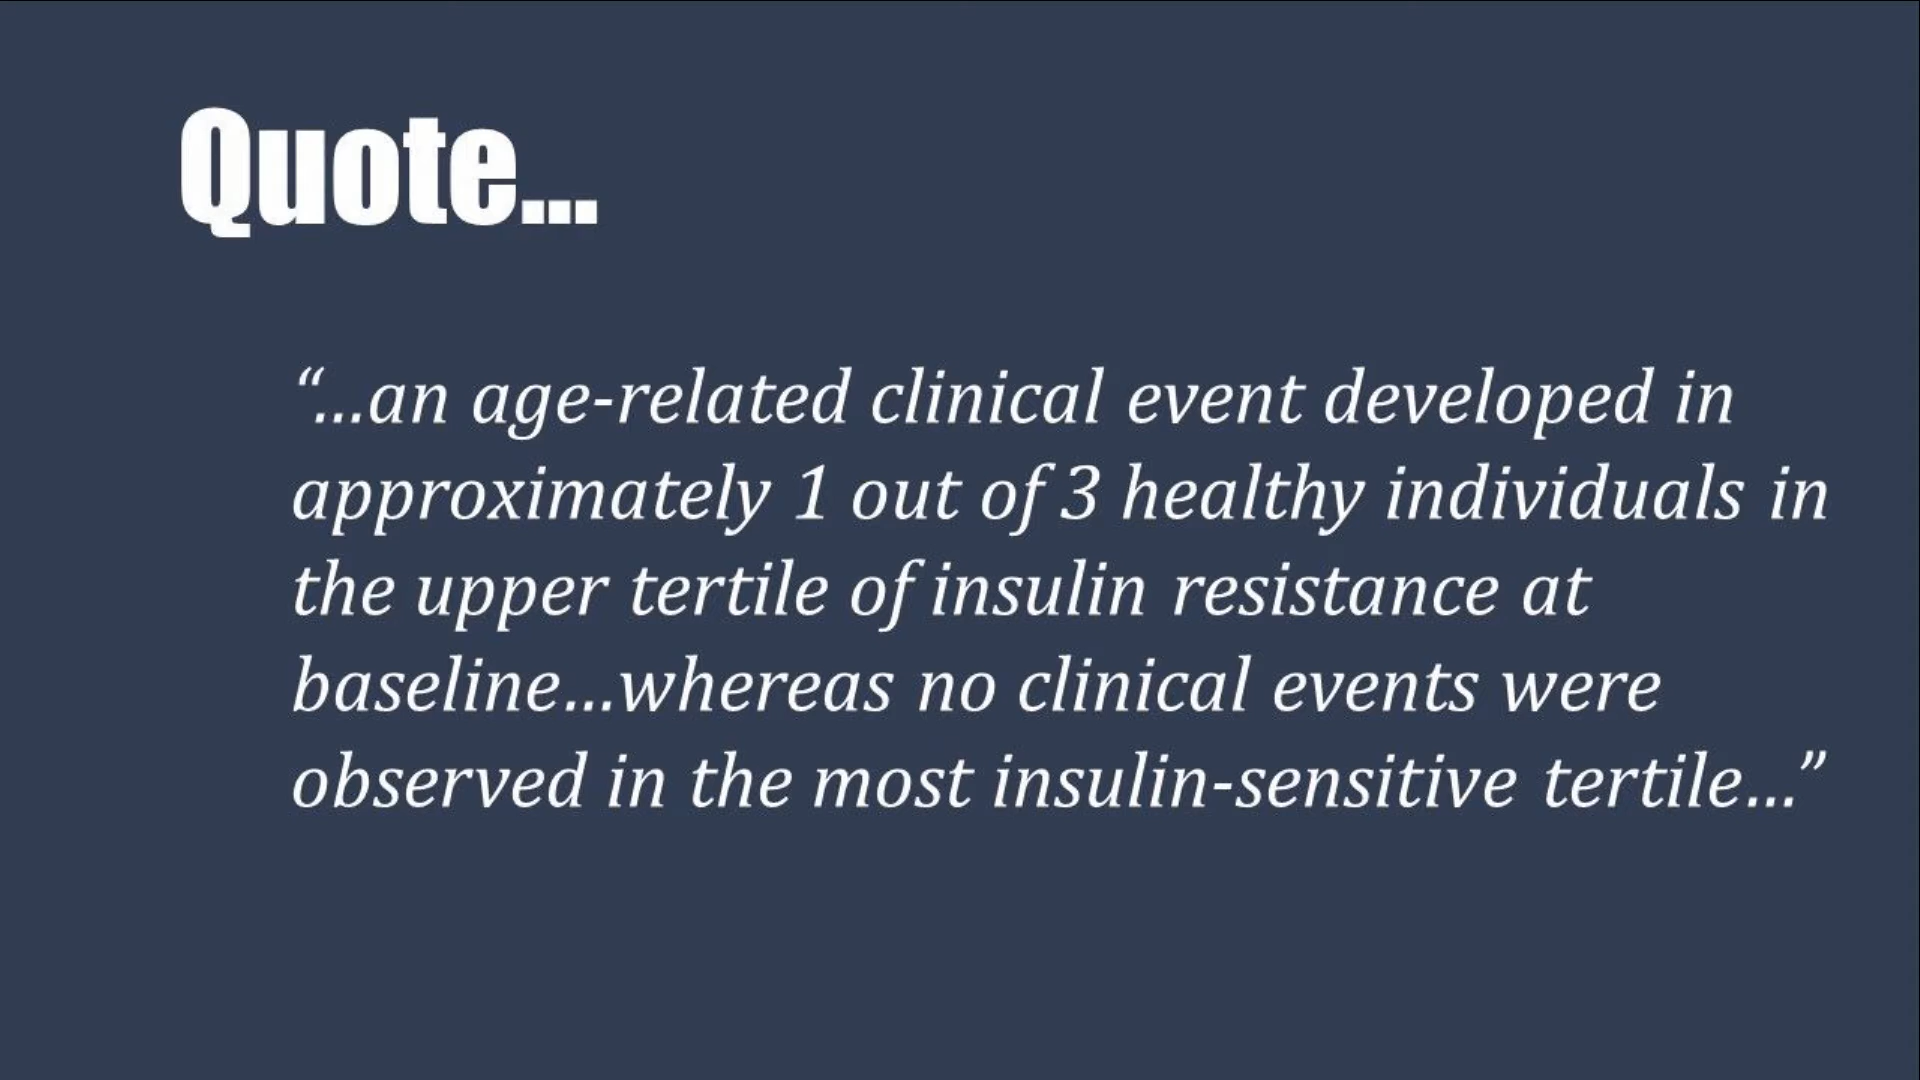 Quote...
“...an age-related clinical event developed in
approximately 1 out of 3 healthy individuals in
the upper tertile of insulin resistance at
baseline...whereas no clinical events were
observed in the most insulin-sensitive tertile...”